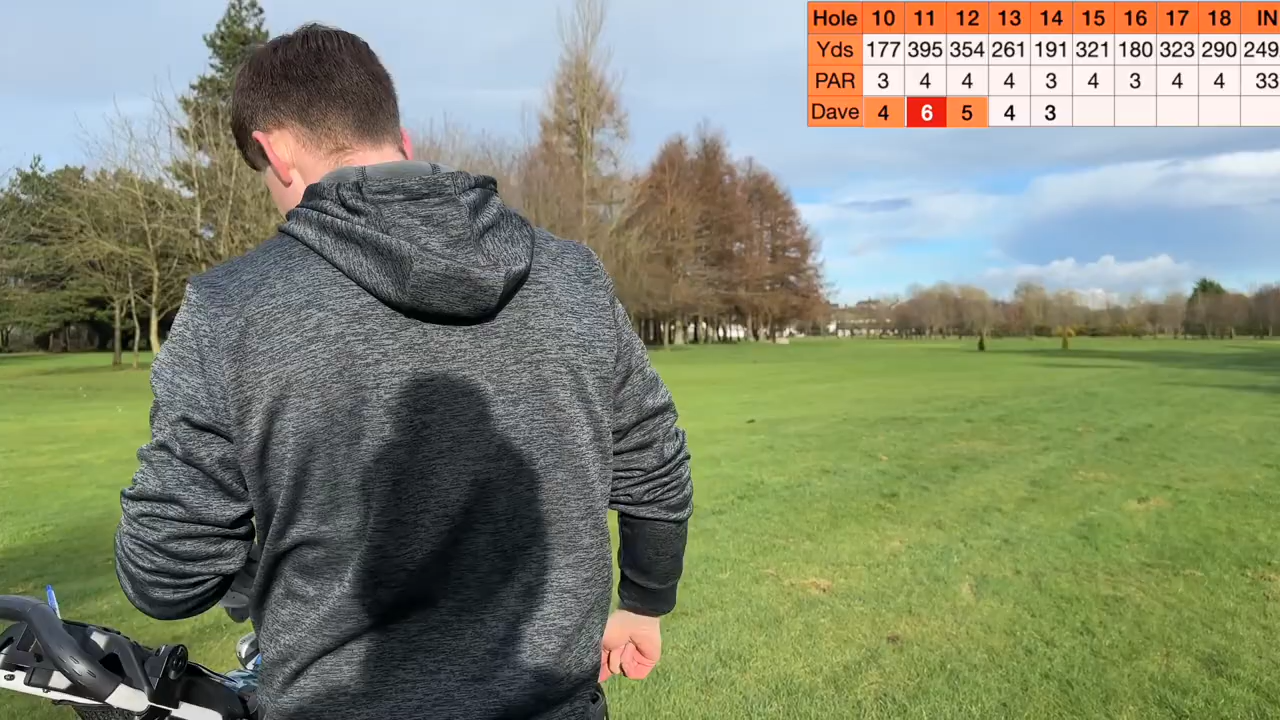 Hole 10 11 12 13 14 15 16 17 18 IN
Yds 177 395 354 261 191 321 180 323 290 249
PAR 3 4 4 4 3 4 3 4 4 33
Dave 4 6 5 4 3